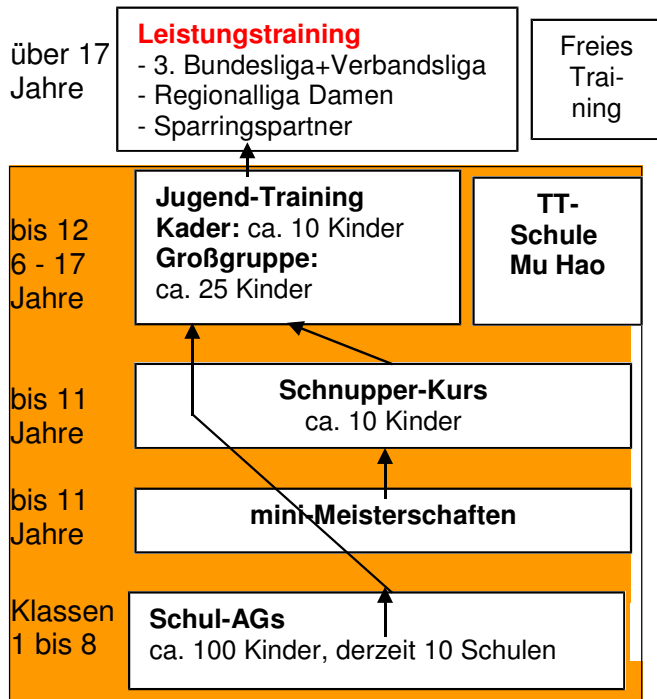 über 17
Jahre
Leistungstraining
- 3. Bundesliga+Verbandsliga
- Regionalliga Damen
- Sparringspartner
Freies
Trai-
ning
bis 12
6 - 17
Jahre
Jugend-Training
Kader: ca. 10 Kinder
Großgruppe:
ca. 25 Kinder
TT-
Schule
Mu Hao
bis 11
Jahre
Schnupper-Kurs
ca. 10 Kinder
bis 11
Jahre
mini-Meisterschaften
Klassen
1 bis 8
Schul-AGs
ca. 100 Kinder, derzeit 10 Schulen